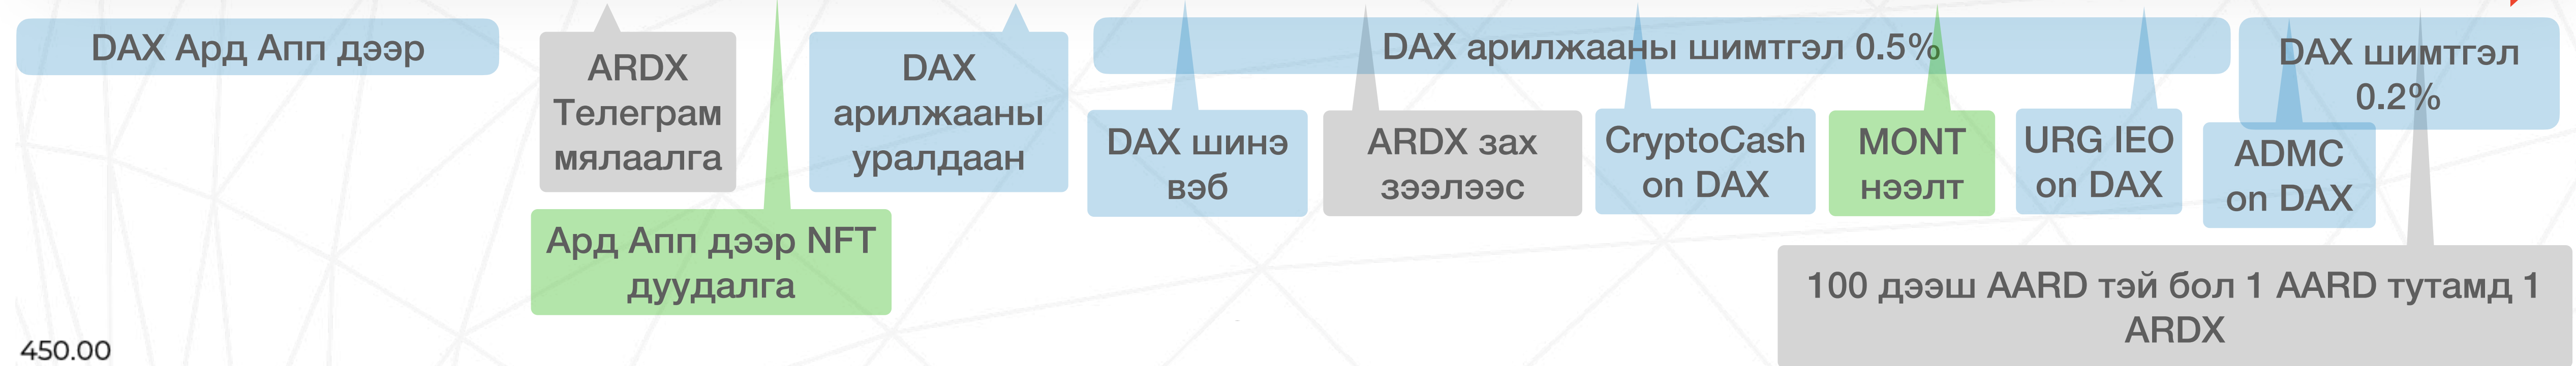 DAX Ард Апп дээр
ARDX
Телеграм
мялаалга
Ард Апп дээр NFT
дуудалга
DAX
арилжааны
уралдаан
DAX арилжааны шимтгэл 0.5%
DAX шинэ
вэб
ARDX зах
зээлээс
CryptoCash
on DAX
MONT
нээлт
URG IEO
on DAX
DAX шимтгэл
0.2%
ADMC
on DAX
100 дээш AARD тэй бол 1 AARD тутамд 1
ARDX
450.00